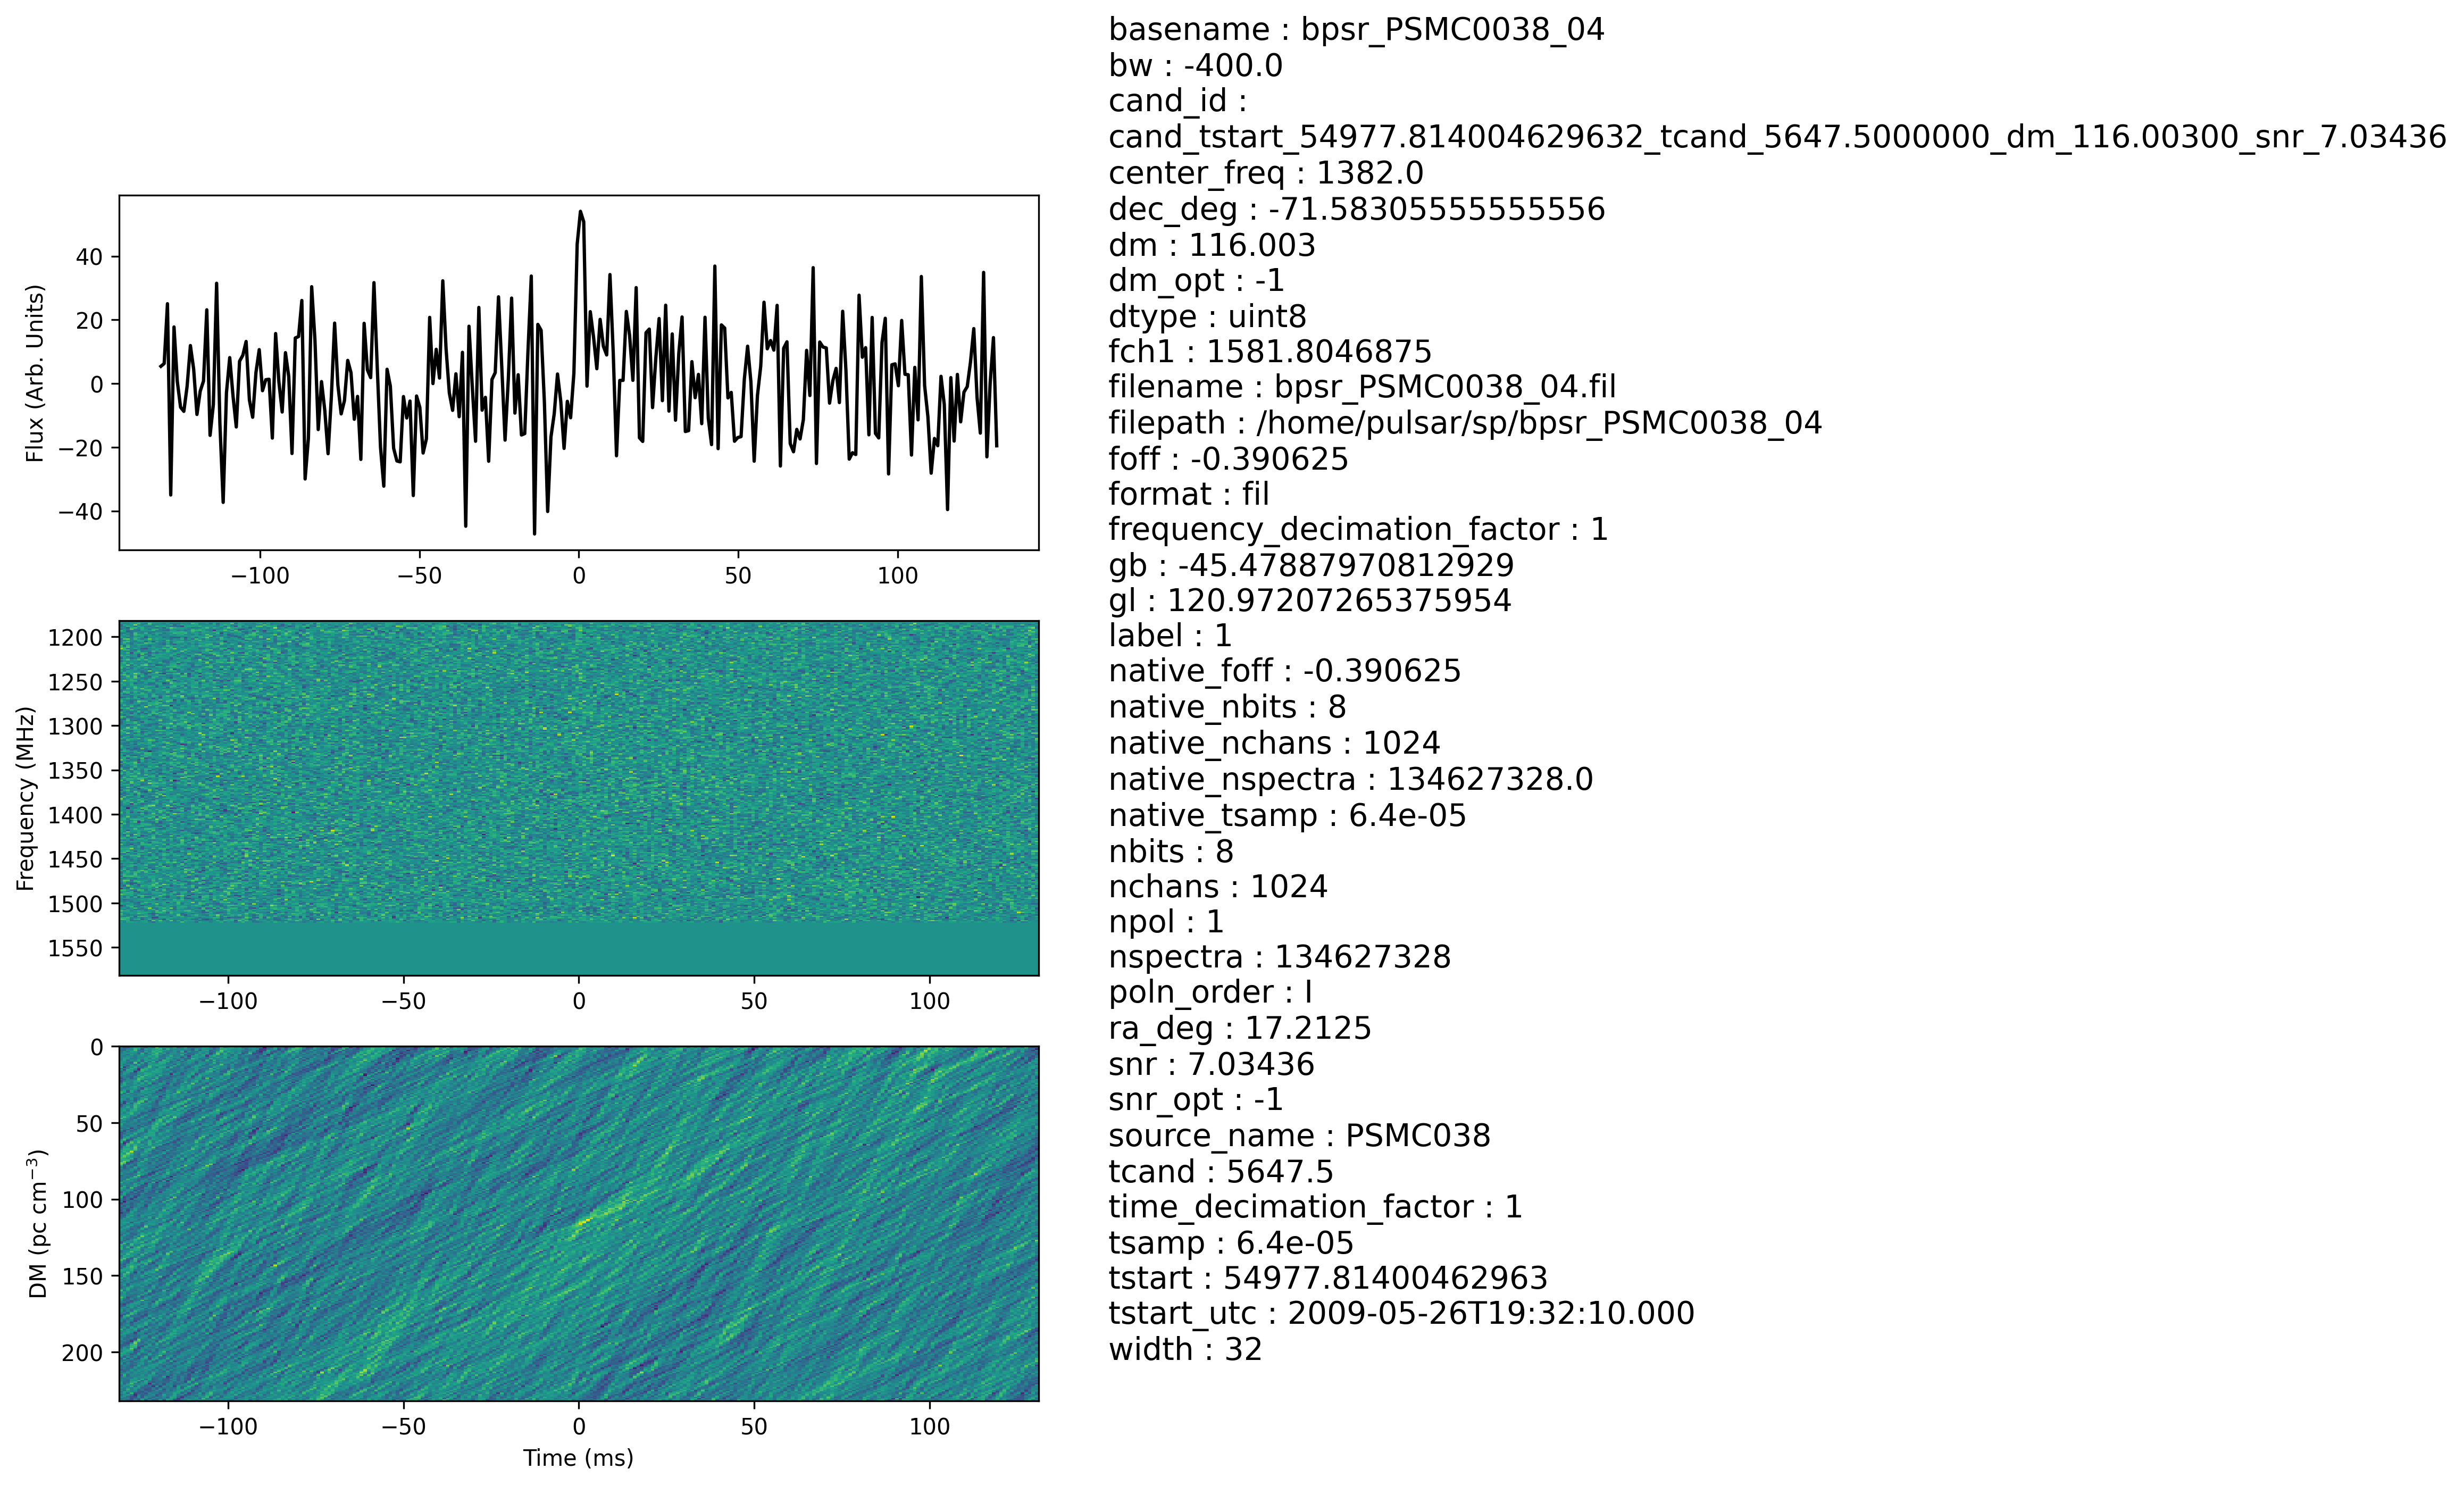 basename : bpsr_PSMC0038_04
bw : -400.0
cand_id :
cand_tstart_54977.814004629632_tcand_5647.5000000_dm_116.00300_snr_7.03436
center_freq : 1382.0
dec_deg : -71.58305555555556
dm : 116.003
dm_opt : -1
dtype : uint8
fch1 : 1581.8046875
filename : bpsr_PSMC0038_04.fil
filepath : /home/pulsar/sp/bpsr_PSMC0038_04
foff : -0.390625
format : fil
frequency_decimation_factor : 1
gb : -45.47887970812929
gl : 120.97207265375954
label : 1
native_foff : -0.390625
native_nbits : 8
native_nchans : 1024
native_nspectra : 134627328.0
native_tsamp : 6.4e-05
nbits : 8
nchans : 1024
npol : 1
nspectra : 134627328
poln_order : I
ra_deg : 17.2125
snr : 7.03436
snr_opt : -1
source_name : PSMC038
tcand : 5647.5
time_decimation_factor : 1
tsamp : 6.4e-05
tstart : 54977.81400462963
tstart_utc : 2009-05-26T19:32:10.000
width : 32
Flux (Arb. Units)
40
20
0
−20
−40
−100 −50 0 50 100
Frequency (MHz)
1200
1250
1300
1350
1400
1450
1500
1550
−100 −50 0 50 100
DM (pc cm⁻³)
0
50
100
150
200
−100 −50 0 50 100
Time (ms)